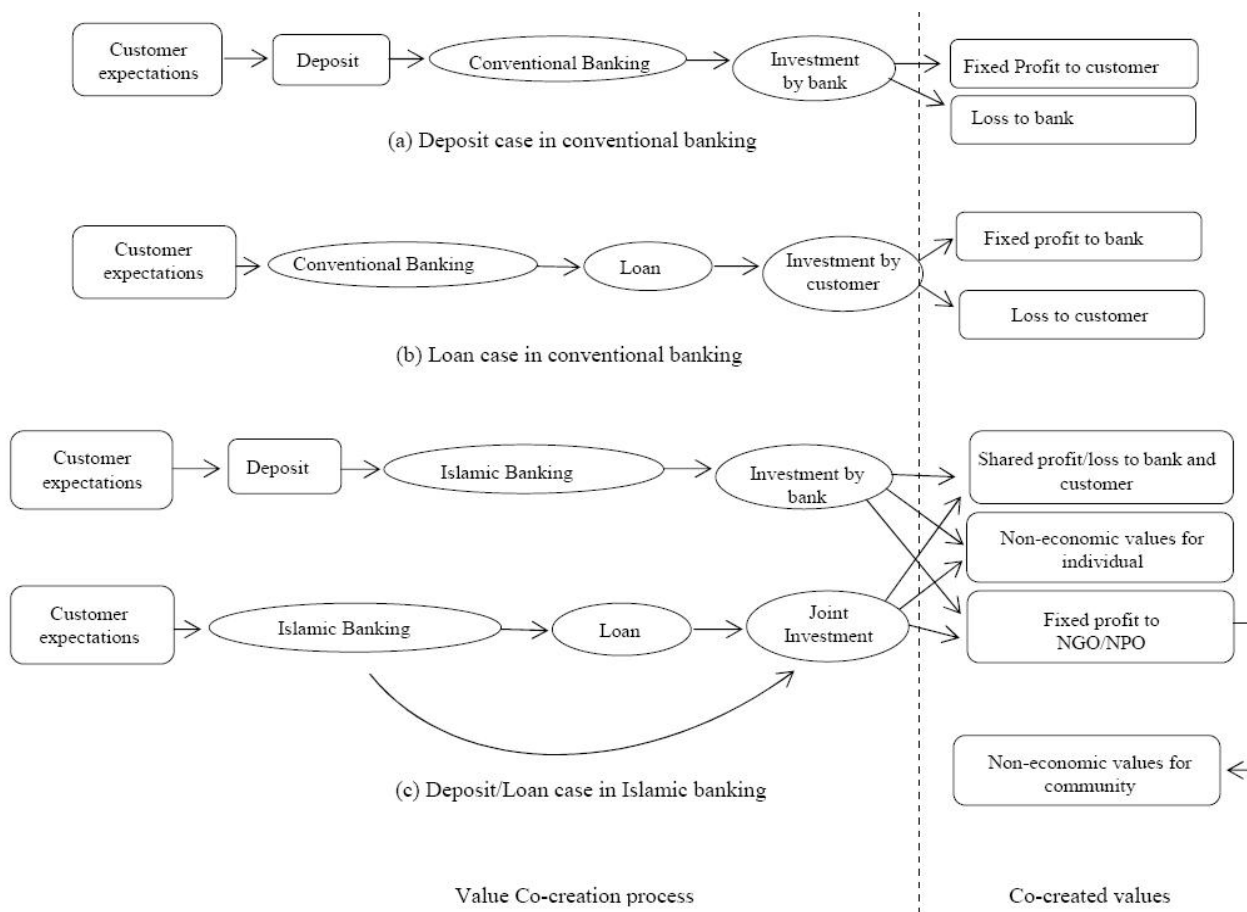 Customer
expectations
Deposit
Conventional Banking
Investment
by bank
Fixed Profit to customer
Loss to bank
(a) Deposit case in conventional banking
Customer
expectations
Conventional Banking
Loan
Investment by
customer
Fixed profit to bank
Loss to customer
(b) Loan case in conventional banking
Customer
expectations
Deposit
Islamic Banking
Investment by
bank
Shared profit/loss to bank and
customer
Non-economic values for
individual
Customer
expectations
Islamic Banking
Loan
Joint
Investment
Fixed profit to
NGO/NPO
Non-economic values for
community
(c) Deposit/Loan case in Islamic banking
Value Co-creation process
Co-created values